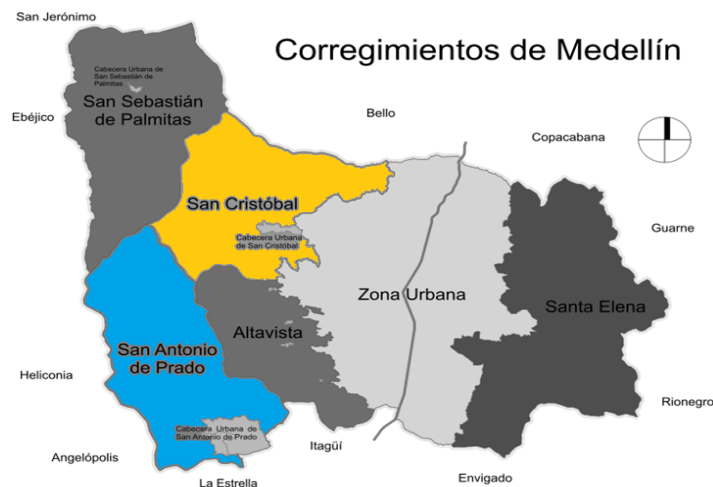 San Jerónimo
Corregimientos de Medellín
Cabecera Urbana de
San Sebastián de
Palmitas
San Sebastián
de Palmitas
Ebéjico
Bello
Copacabana
San Cristóbal
Guarne
Cabecera Urbana
de San Cristóbal
Zona Urbana
Santa Elena
Altavista
San Antonio
de Prado
Heliconia
Rionegro
Cabecera Urbana de
San Antonio de Prado
Itagüí
Angelópolis
Envigado
La Estrella